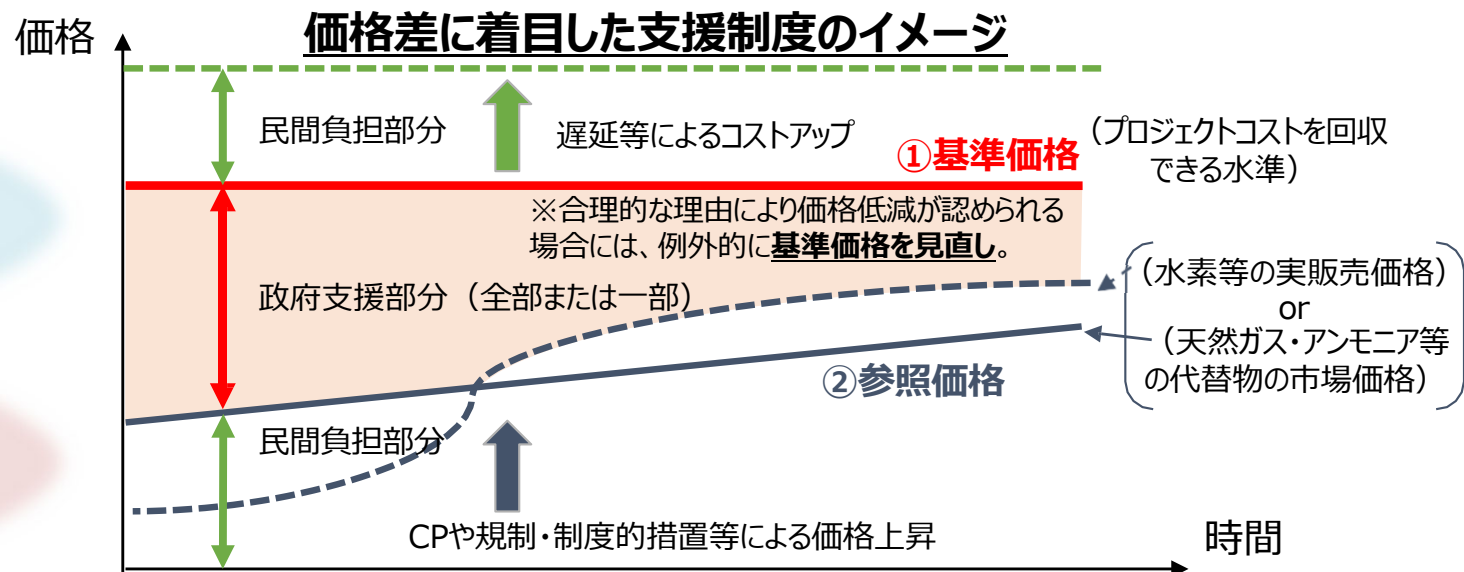 価格差に着目した支援制度のイメージ
価格
民間負担部分
遅延等によるコストアップ
①基準価格
（プロジェクトコストを回収
できる水準）
※合理的な理由により価格低減が認められる
場合には、例外的に基準価格を見直し。
政府支援部分（全部または一部）
（水素等の実販売価格）
or
（天然ガス・アンモニア等
の代替物の市場価格）
②参照価格
民間負担部分
CPや規制・制度的措置等による価格上昇
時間